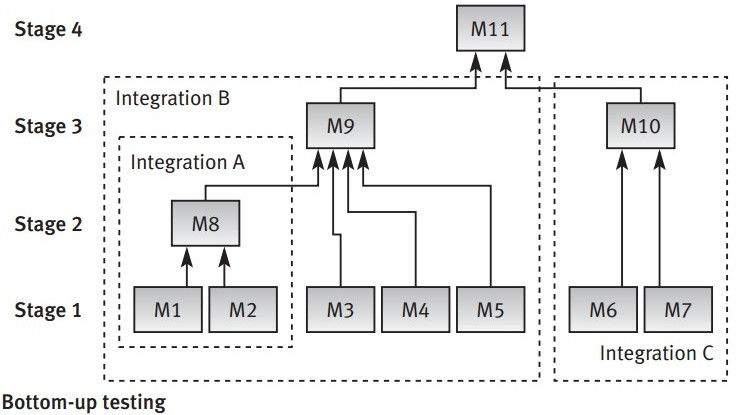 Stage 4
M11
Integration B
Stage 3
M9
M10
Integration A
Stage 2
M8
Stage 1
M1
M2
M3
M4
M5
M6
M7
Integration C
Bottom-up testing